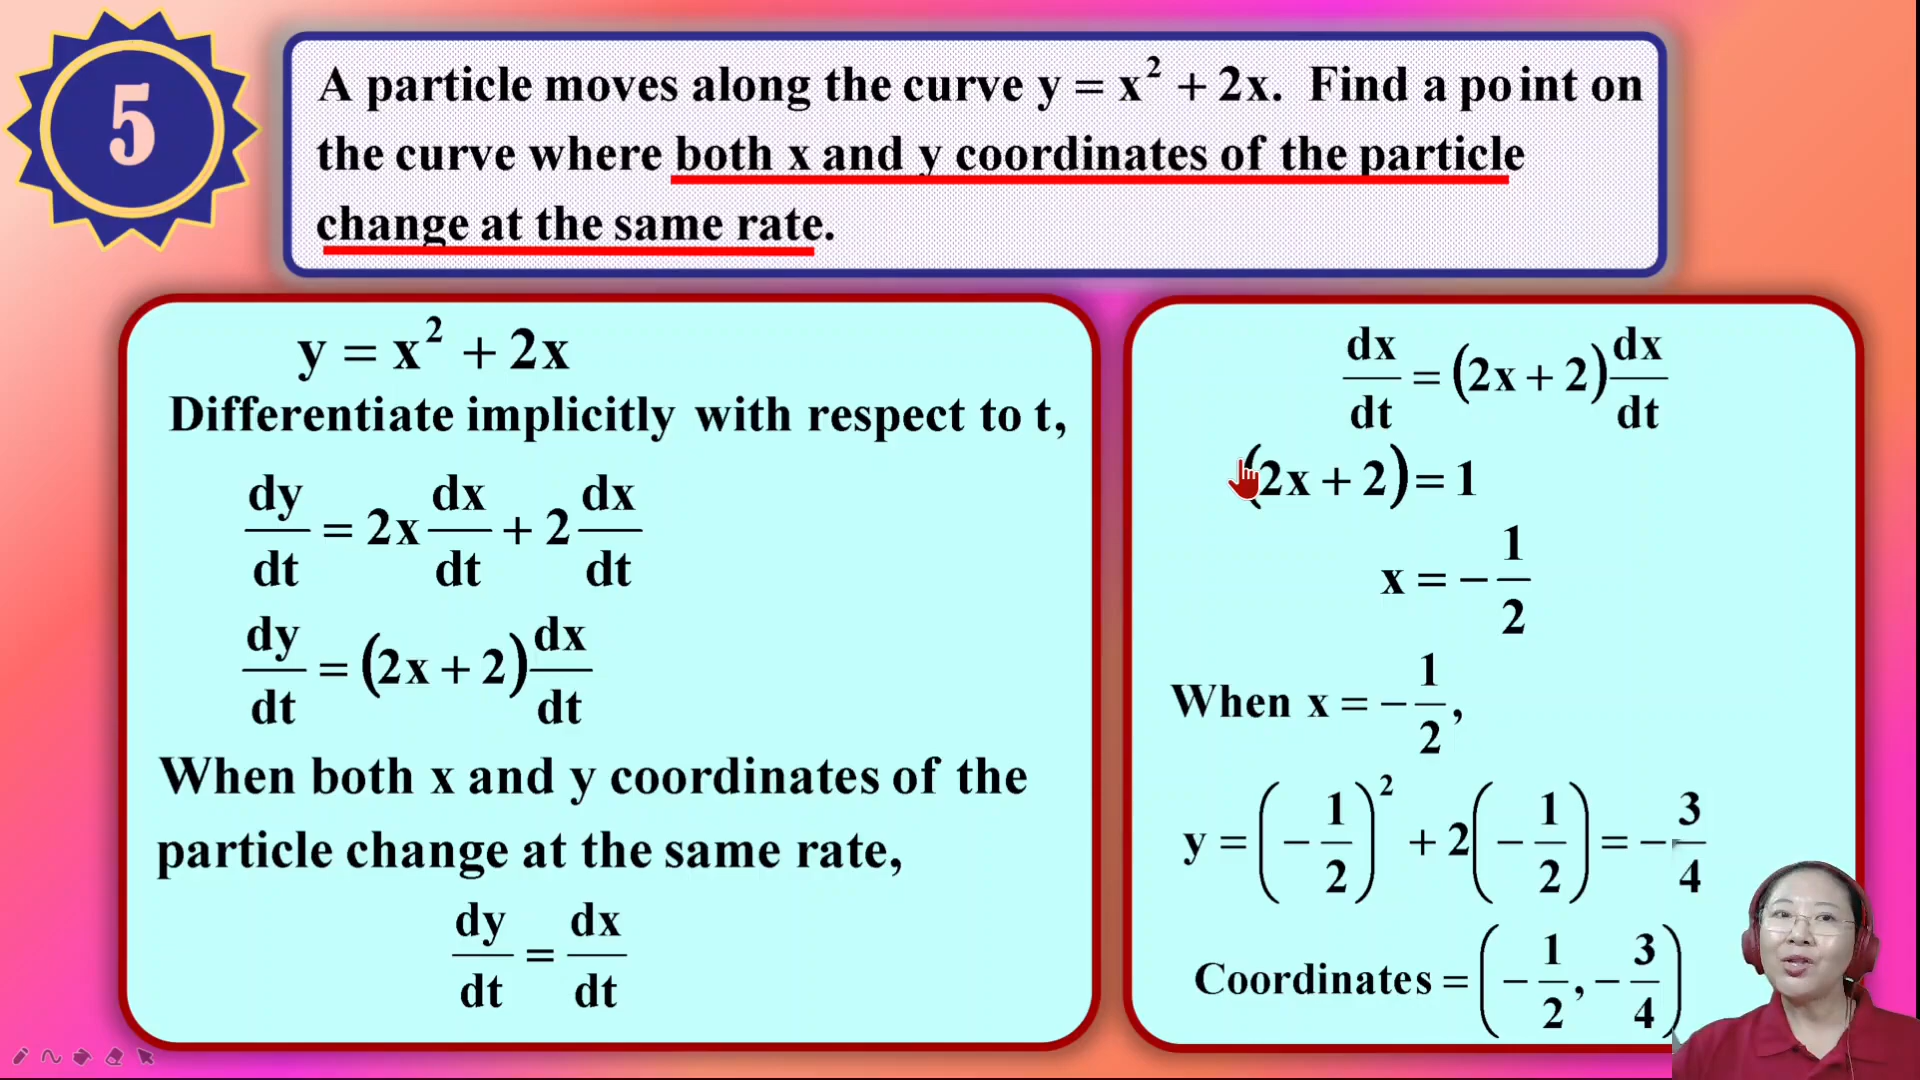 5
A particle moves along the curve y = x² + 2x. Find a point on
the curve where both x and y coordinates of the particle
change at the same rate.
y = x² + 2x
Differentiate implicitly with respect to t,
dy/dt = 2x dx/dt + 2 dx/dt
dy/dt = (2x + 2) dx/dt
When both x and y coordinates of the
particle change at the same rate,
dy/dt = dx/dt
dx/dt = (2x + 2) dx/dt
(2x + 2) = 1
x = −1/2
When x = −1/2,
y = (−1/2)² + 2(−1/2) = −3/4
Coordinates = (−1/2, −3/4)